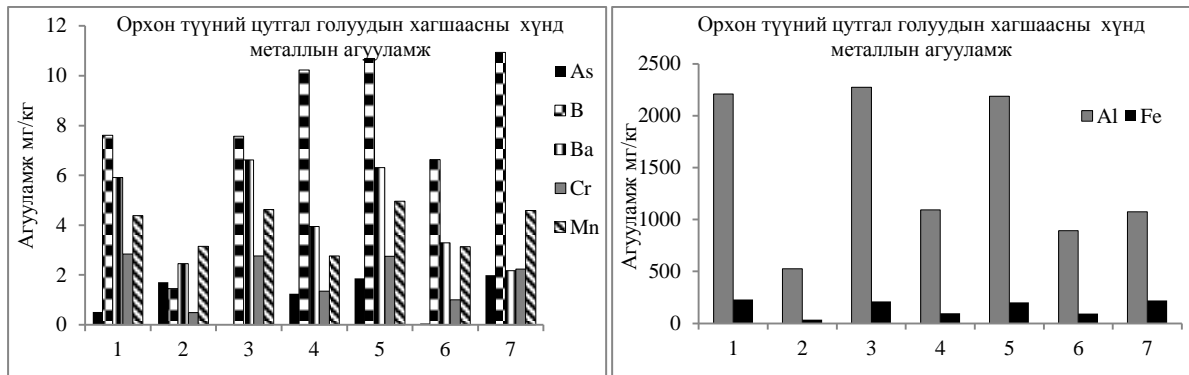 Орхон түүний цутгал голуудын хагшаасны хүнд
металлын агууламж
Агууламж мг/кг
12
10
8
6
4
2
0
1 2 3 4 5 6 7
As
B
Ba
Cr
Mn
Орхон түүний цутгал голуудын хагшаасны хүнд
металлын агууламж
Агууламж мг/кг
2500
2000
1500
1000
500
0
1 2 3 4 5 6 7
Al Fe